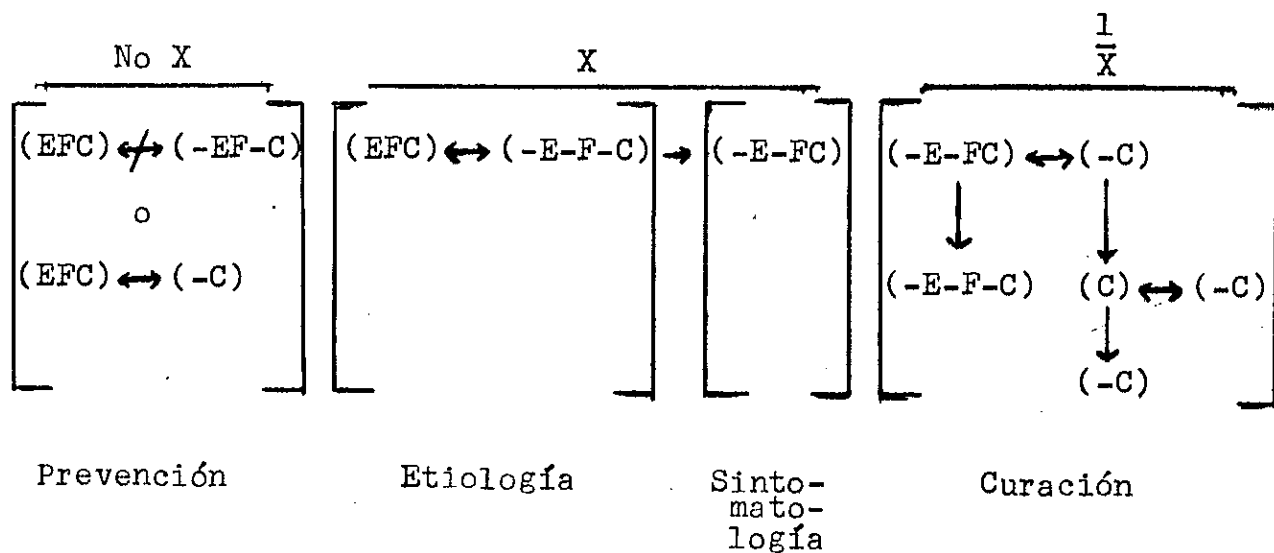 No X X 1/X
(EFC) ↮ (-EF-C) (EFC) ↔ (-E-F-C) → (-E-FC) (-E-FC) ↔ (-C)
o
(EFC) ↔ (-C) (-E-F-C) (C) ↔ (-C)
(-C)
Prevención Etiología Sinto- Curación
mato-
logía